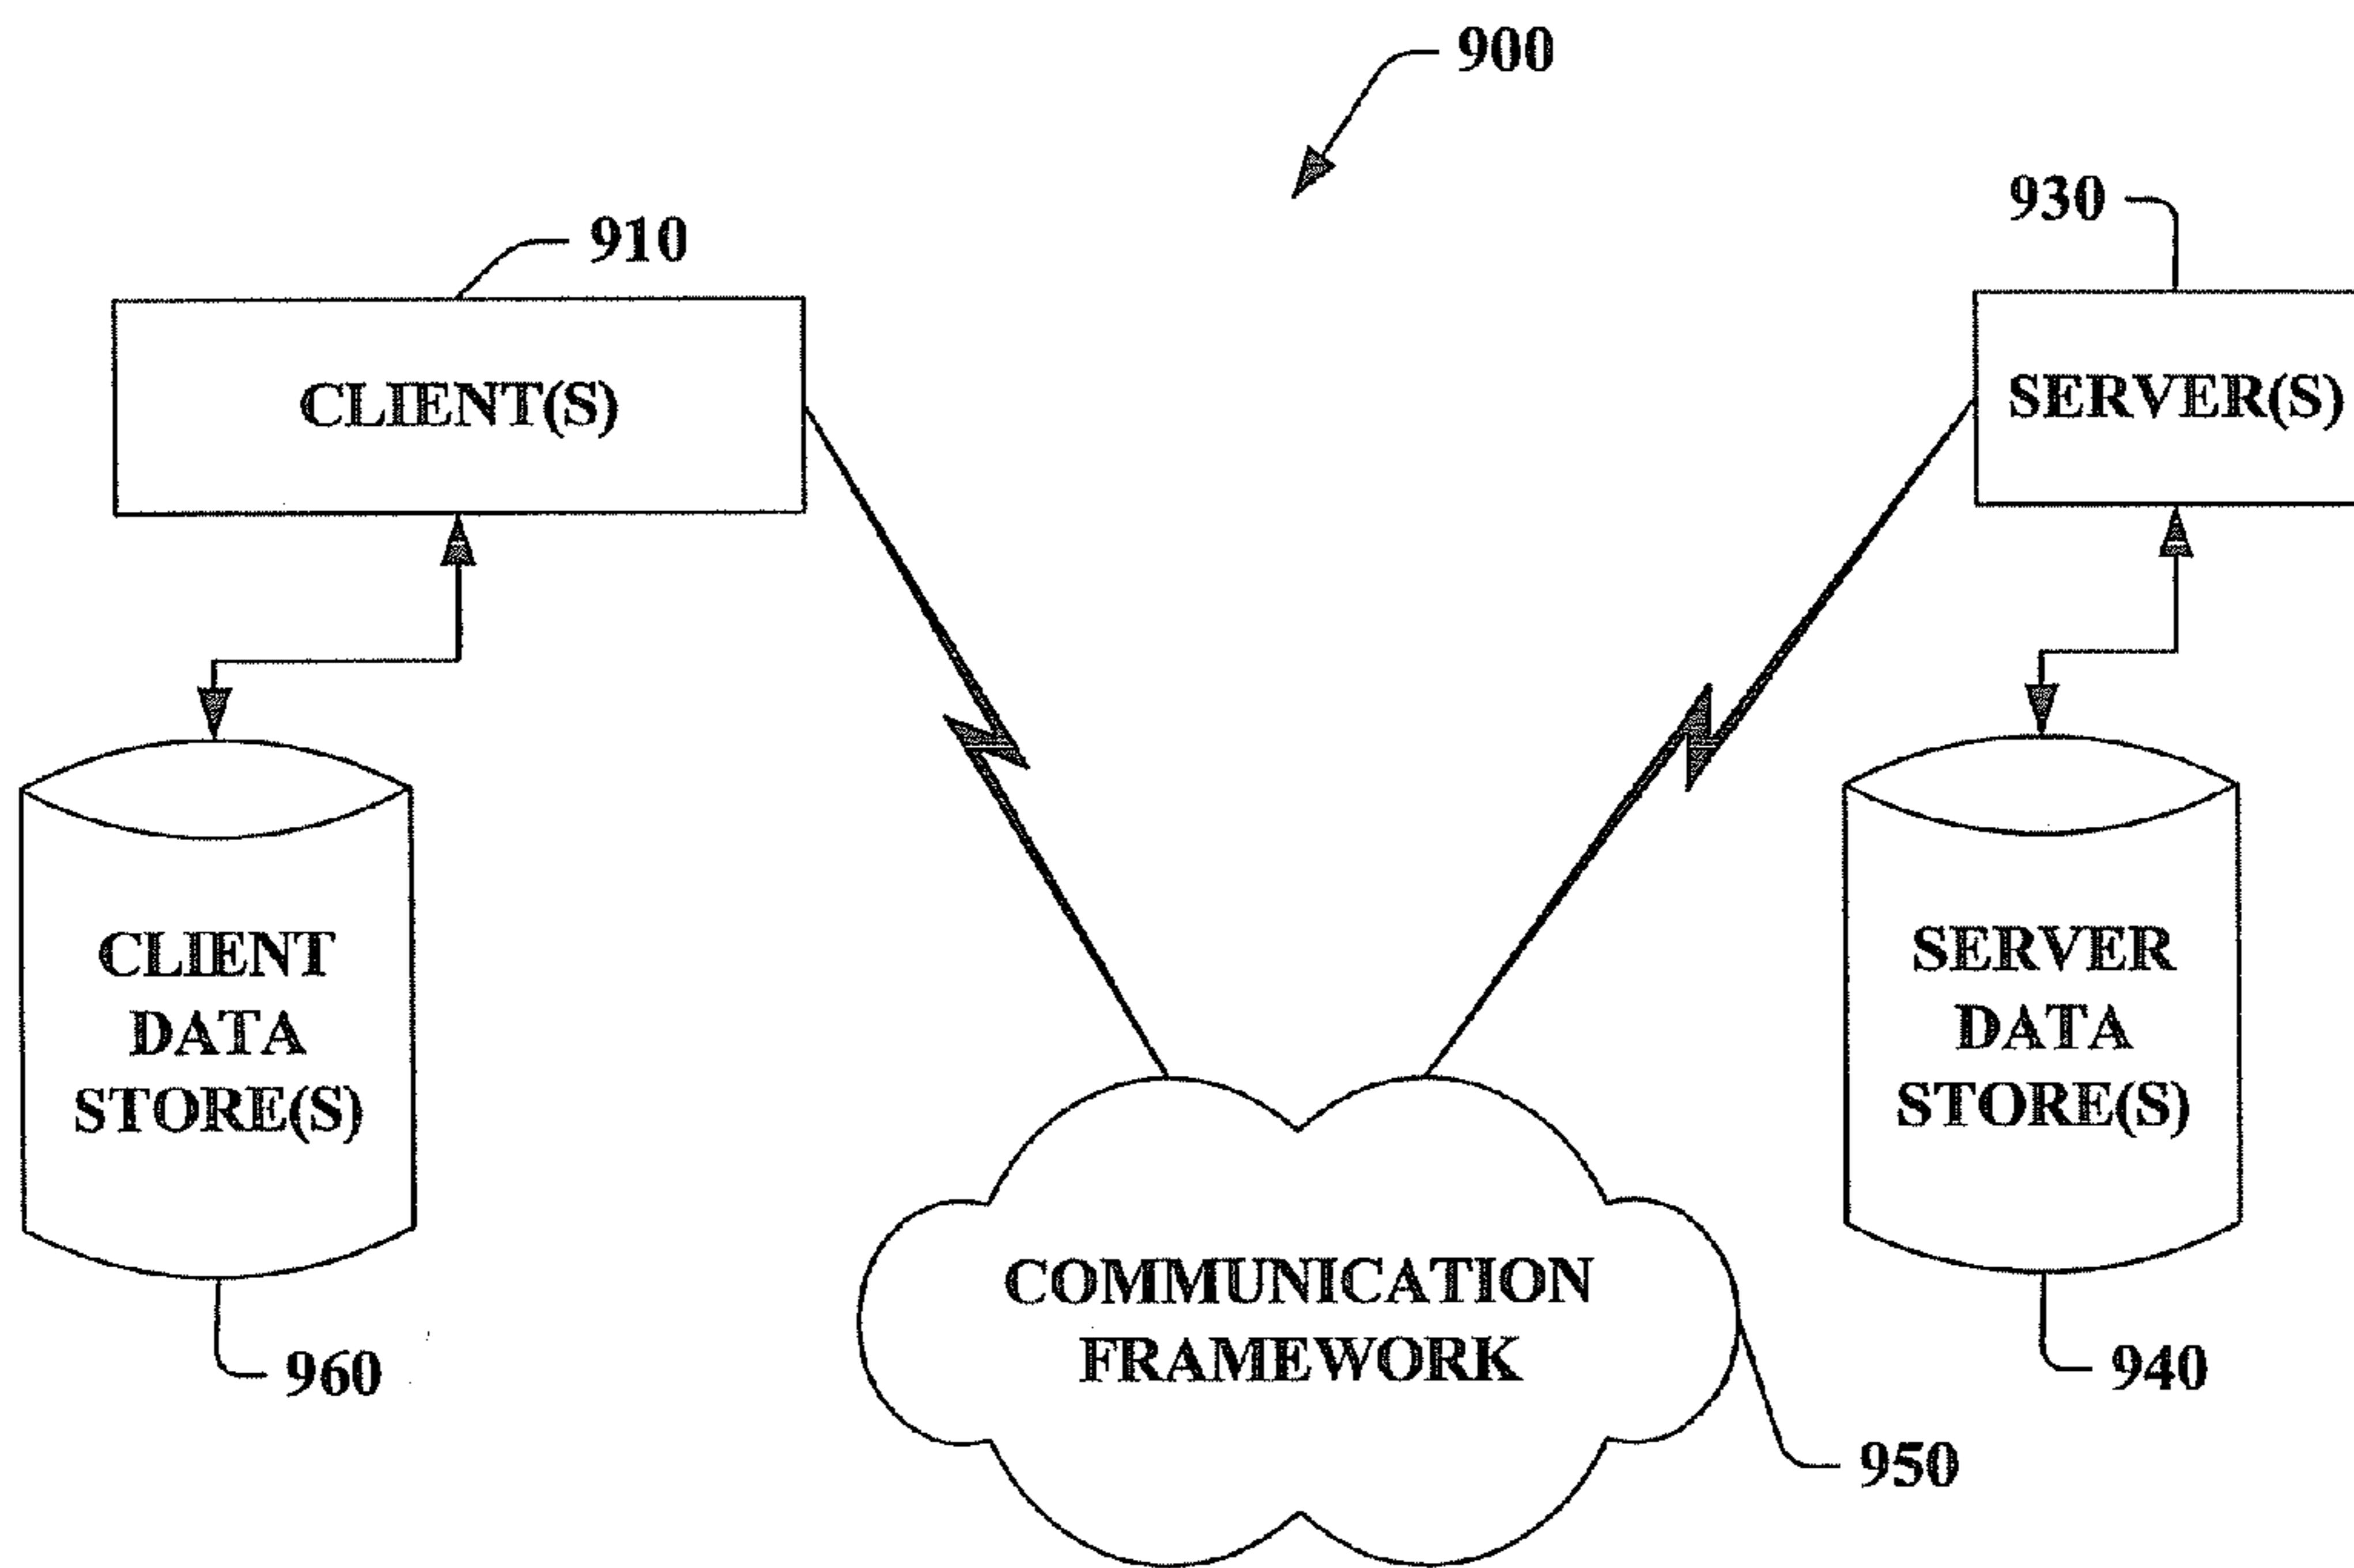 900
910
930
CLIENT(S)
SERVER(S)
CLIENT
DATA
STORE(S)
SERVER
DATA
STORE(S)
COMMUNICATION
FRAMEWORK
960
940
950